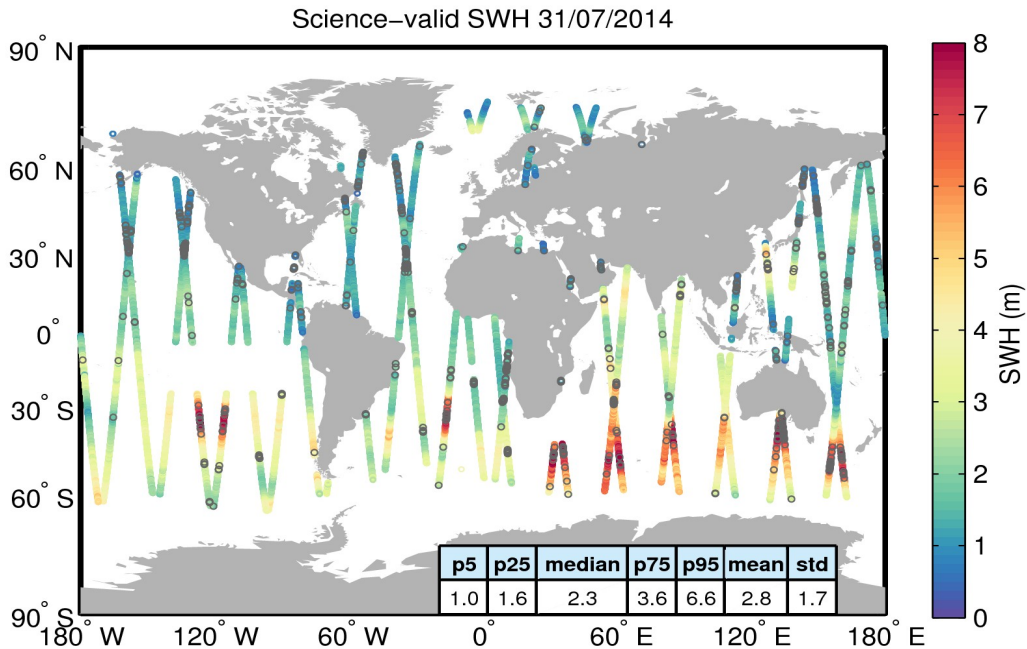 Science−valid SWH 31/07/2014
90° N
60° N
30° N
0°
30° S
60° S
90° S
180° W
120° W
60° W
0°
60° E
120° E
180° E
p5 p25 median p75 p95 mean std
1.0 1.6 2.3 3.6 6.6 2.8 1.7
8
7
6
5
4
3
2
1
0
SWH (m)